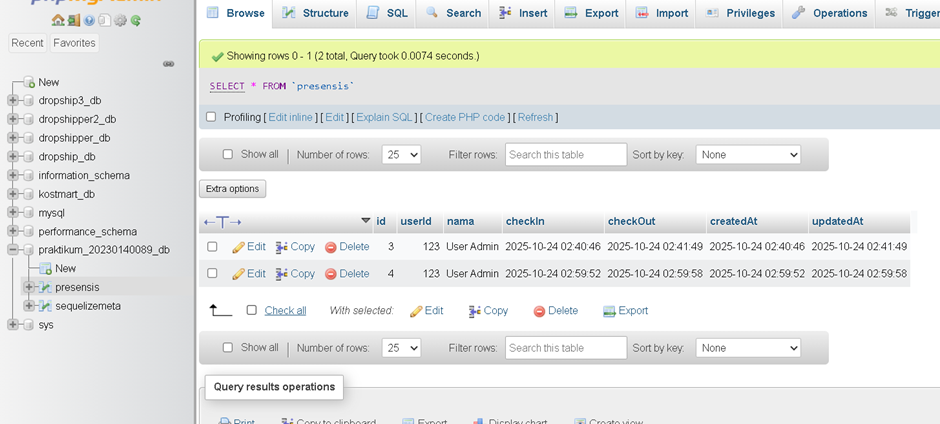 phpMyAdmin
Recent Favorites
New
dropship3_db
dropshipper2_db
dropshipper_db
dropship_db
information_schema
kostmart_db
mysql
performance_schema
praktikum_20230140089_db
New
presensis
sequelizemeta
sys
Browse Structure SQL Search Insert Export Import Privileges Operations Trigger
Showing rows 0 - 1 (2 total, Query took 0.0074 seconds.)
SELECT * FROM `presensis`
Profiling [ Edit inline ] [ Edit ] [ Explain SQL ] [ Create PHP code ] [ Refresh ]
Show all Number of rows: 25 Filter rows: Search this table Sort by key: None
Extra options
←T→ id userId nama checkIn checkOut createdAt updatedAt
Edit Copy Delete 3 123 User Admin 2025-10-24 02:40:46 2025-10-24 02:41:49 2025-10-24 02:40:46 2025-10-24 02:41:49
Edit Copy Delete 4 123 User Admin 2025-10-24 02:59:52 2025-10-24 02:59:58 2025-10-24 02:59:52 2025-10-24 02:59:58
Check all With selected: Edit Copy Delete Export
Show all Number of rows: 25 Filter rows: Search this table Sort by key: None
Query results operations
Print Copy to clipboard Export Display chart Create view